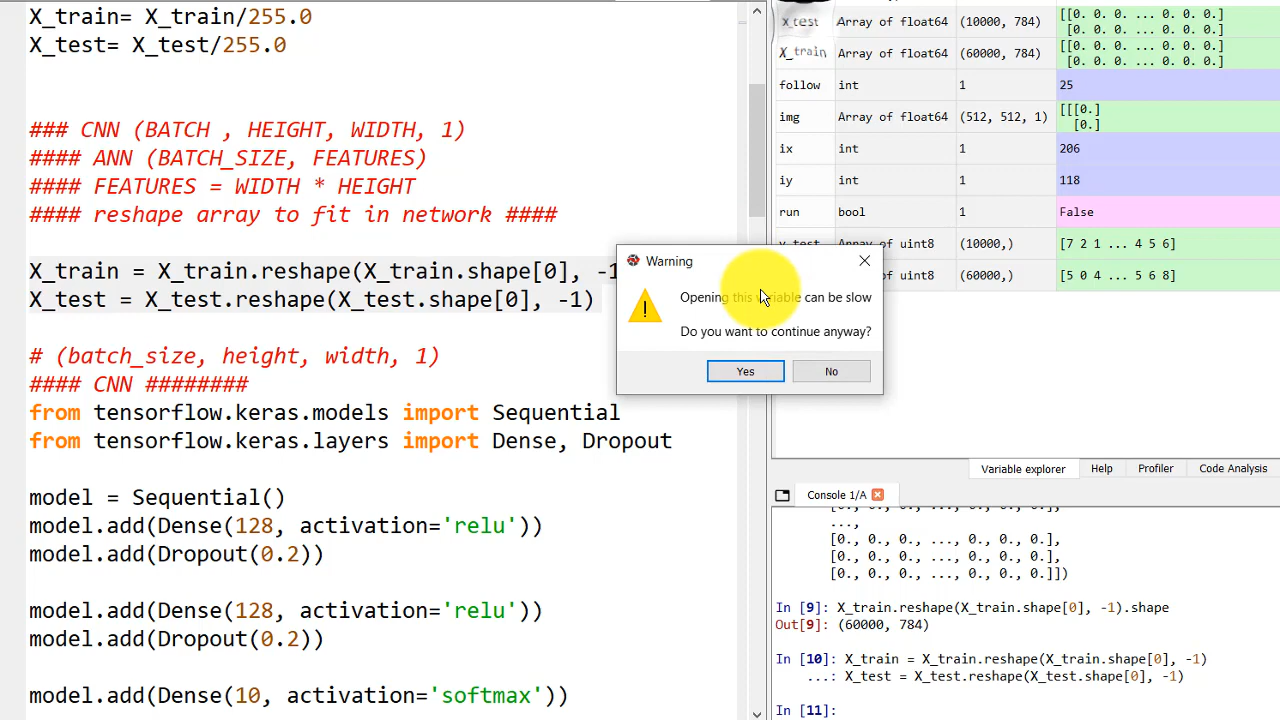 X_train= X_train/255.0
X_test= X_test/255.0
### CNN (BATCH , HEIGHT, WIDTH, 1)
#### ANN (BATCH_SIZE, FEATURES)
#### FEATURES = WIDTH * HEIGHT
#### reshape array to fit in network ####
X_train = X_train.reshape(X_train.shape[0], -1
X_test = X_test.reshape(X_test.shape[0], -1)
# (batch_size, height, width, 1)
#### CNN ########
from tensorflow.keras.models import Sequential
from tensorflow.keras.layers import Dense, Dropout
model = Sequential()
model.add(Dense(128, activation='relu'))
model.add(Dropout(0.2))
model.add(Dense(128, activation='relu'))
model.add(Dropout(0.2))
model.add(Dense(10, activation='softmax'))
X_test Array of float64 (10000, 784) [[0. 0. 0. ... 0. 0. 0.]
[0. 0. 0. ... 0. 0. 0.]
X_train Array of float64 (60000, 784) [[0. 0. 0. ... 0. 0. 0.]
[0. 0. 0. ... 0. 0. 0.]
follow int 1 25
img Array of float64 (512, 512, 1) [[[0.]
[0.]
ix int 1 206
iy int 1 118
run bool 1 False
y_test Array of uint8 (10000,) [7 2 1 ... 4 5 6]
of uint8 (60000,) [5 0 4 ... 5 6 8]
Warning
Opening this variable can be slow
Do you want to continue anyway?
Yes No
Variable explorer Help Profiler Code Analysis
Console 1/A
[0., 0., 0., ..., 0., 0., 0.],
...,
[0., 0., 0., ..., 0., 0., 0.],
[0., 0., 0., ..., 0., 0., 0.],
[0., 0., 0., ..., 0., 0., 0.]])
In [9]: X_train.reshape(X_train.shape[0], -1).shape
Out[9]: (60000, 784)
In [10]: X_train = X_train.reshape(X_train.shape[0], -1)
...: X_test = X_test.reshape(X_test.shape[0], -1)
In [11]: